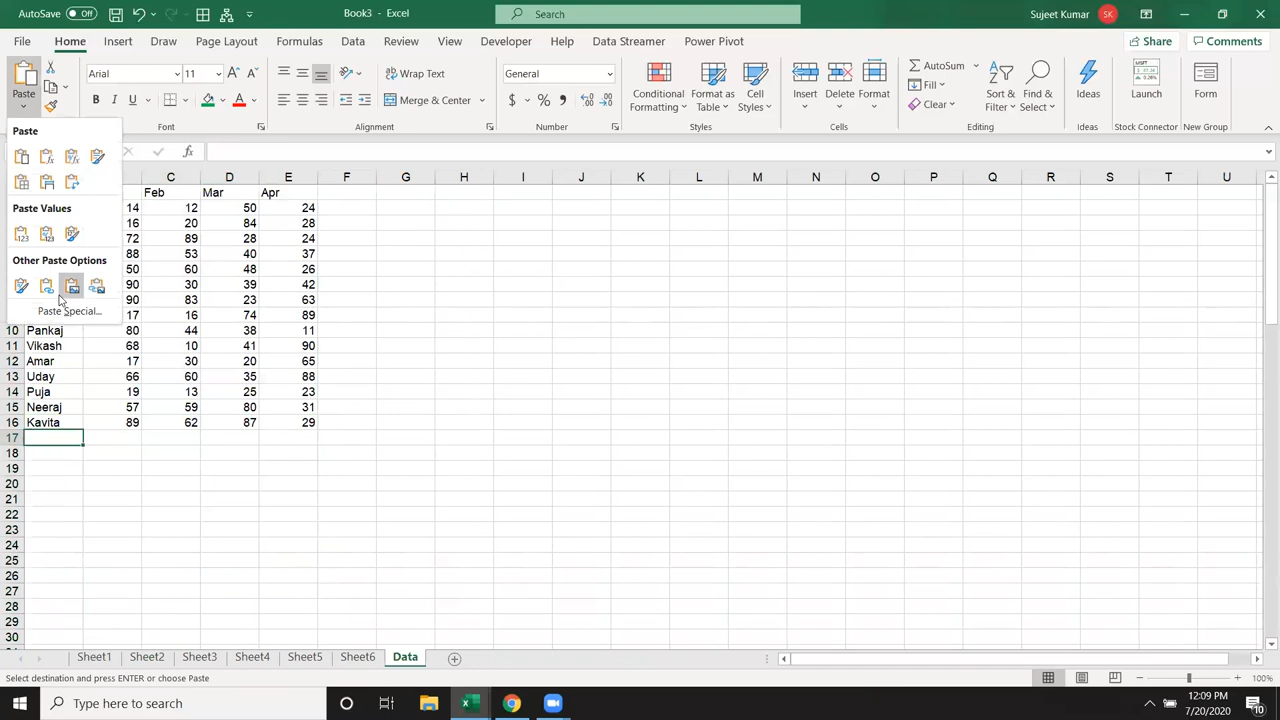 AutoSave Off Book3 - Excel Search Sujeet Kumar SK
File Home Insert Draw Page Layout Formulas Data Review View Developer Help Data Streamer Power Pivot Share Comments
Paste Arial 11 Wrap Text General Conditional Formatting Format as Table Cell Styles Insert Delete Format AutoSum Fill Clear Sort & Filter Find & Select Ideas Launch Form
B I U Merge & Center $ %
Font Alignment Number Styles Cells Editing Ideas Stock Connector New Group
Paste
Paste Values
Other Paste Options
Paste Special...
fx
C D E F G H I J K L M N O P Q R S T U
Feb Mar Apr
14 12 50 24
16 20 84 28
72 89 28 24
88 53 40 37
50 60 48 26
90 30 39 42
90 83 23 63
17 16 74 89
10 Pankaj 80 44 38 11
11 Vikash 68 10 41 90
12 Amar 17 30 20 65
13 Uday 66 60 35 88
14 Puja 19 13 25 23
15 Neeraj 57 59 80 31
16 Kavita 89 62 87 29
17
18
19
20
21
22
23
24
25
26
27
28
29
30
Sheet1 Sheet2 Sheet3 Sheet4 Sheet5 Sheet6 Data
Select destination and press ENTER or choose Paste 100%
Type here to search 12:09 PM
7/20/2020 10